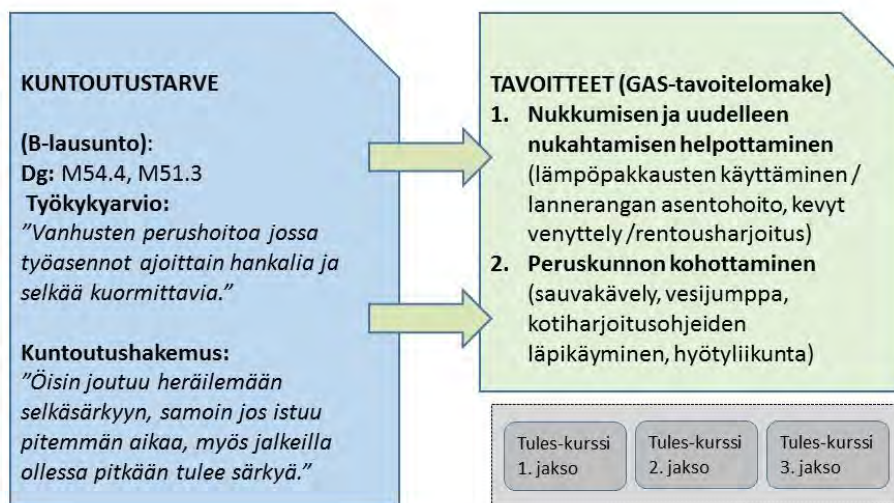 KUNTOUTUSTARVE
(B-lausunto):
Dg: M54.4, M51.3
Työkykyarvio:
”Vanhusten perushoitoa jossa
työasennot ajoittain hankalia ja
selkää kuormittavia.”
Kuntoutushakemus:
”Öisin joutuu heräilemään
selkäsärkyyn, samoin jos istuu
pitemmän aikaa, myös jalkeilla
ollessa pitkään tulee särkyä.”
TAVOITTEET (GAS-tavoitelomake)
1. Nukkumisen ja uudelleen
nukahtamisen helpottaminen
(lämpöpakkausten käyttäminen /
lannerangan asentohoito, kevyt
venyttely /rentousharjoitus)
2. Peruskunnon kohottaminen
(sauvakävely, vesijumppa,
kotiharjoitusohjeiden
läpikäyminen, hyötyliikunta)
Tules-kurssi
1. jakso
Tules-kurssi
2. jakso
Tules-kurssi
3. jakso